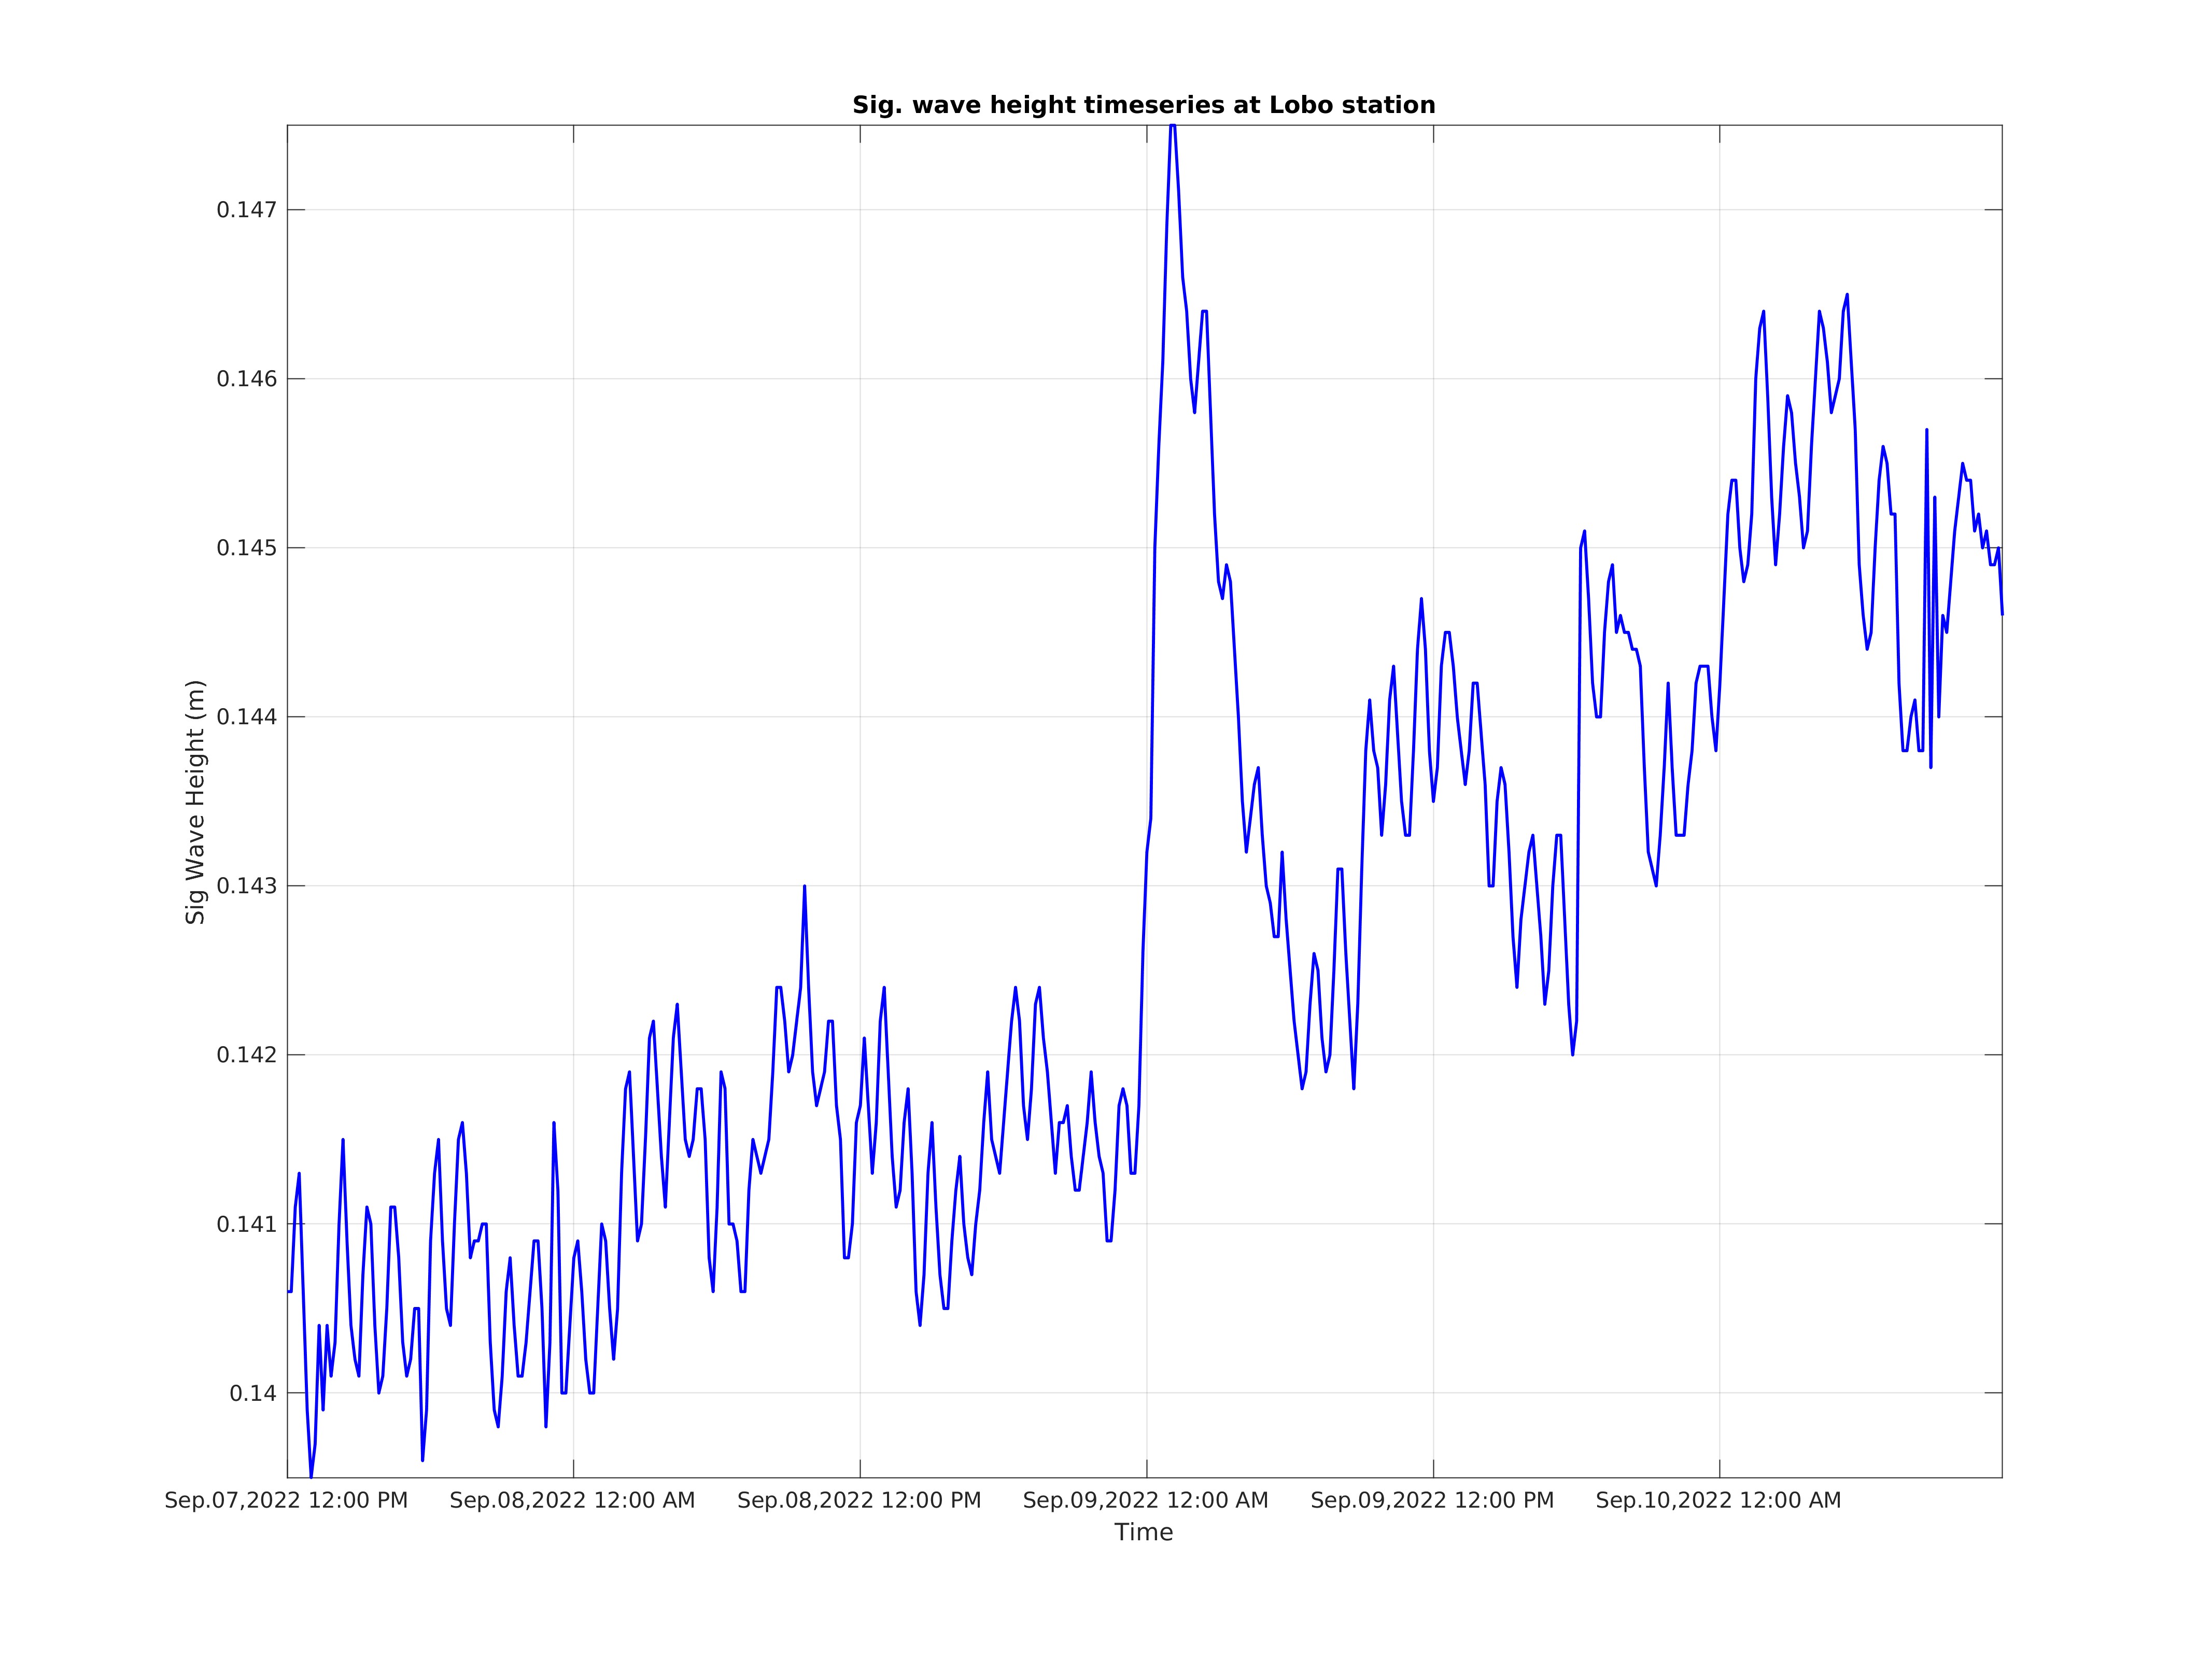 Sig. wave height timeseries at Lobo station
0.147
0.146
0.145
0.144
0.143
0.142
0.141
0.14
Sig Wave Height (m)
Sep.07,2022 12:00 PM Sep.08,2022 12:00 AM Sep.08,2022 12:00 PM Sep.09,2022 12:00 AM Sep.09,2022 12:00 PM Sep.10,2022 12:00 AM
Time